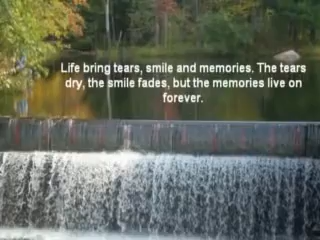 Life bring tears, smile and memories. The tears
dry, the smile fades, but the memories live on
forever.